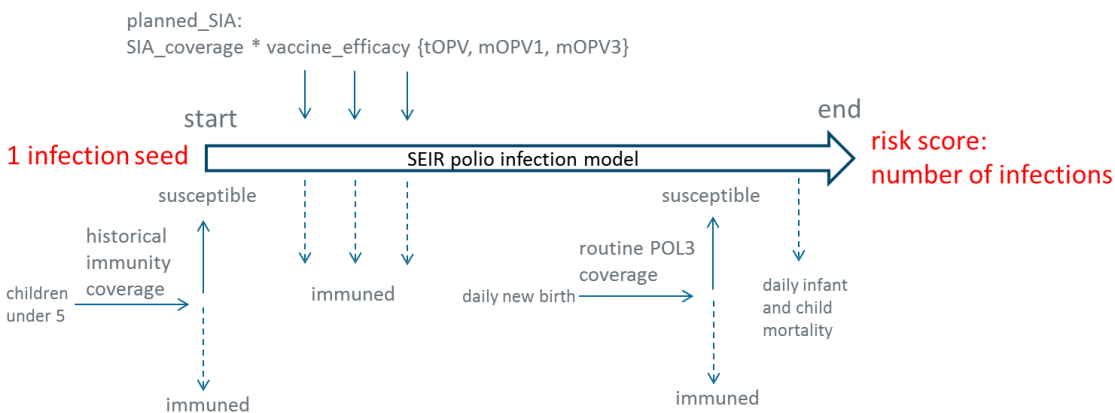 planned_SIA:
SIA_coverage * vaccine_efficacy {tOPV, mOPV1, mOPV3}
start
end
1 infection seed
SEIR polio infection model
risk score:
number of infections
susceptible
susceptible
historical
immunity
coverage
routine POL3
coverage
children
under 5
immuned
daily new birth
daily infant
and child
mortality
immuned
immuned